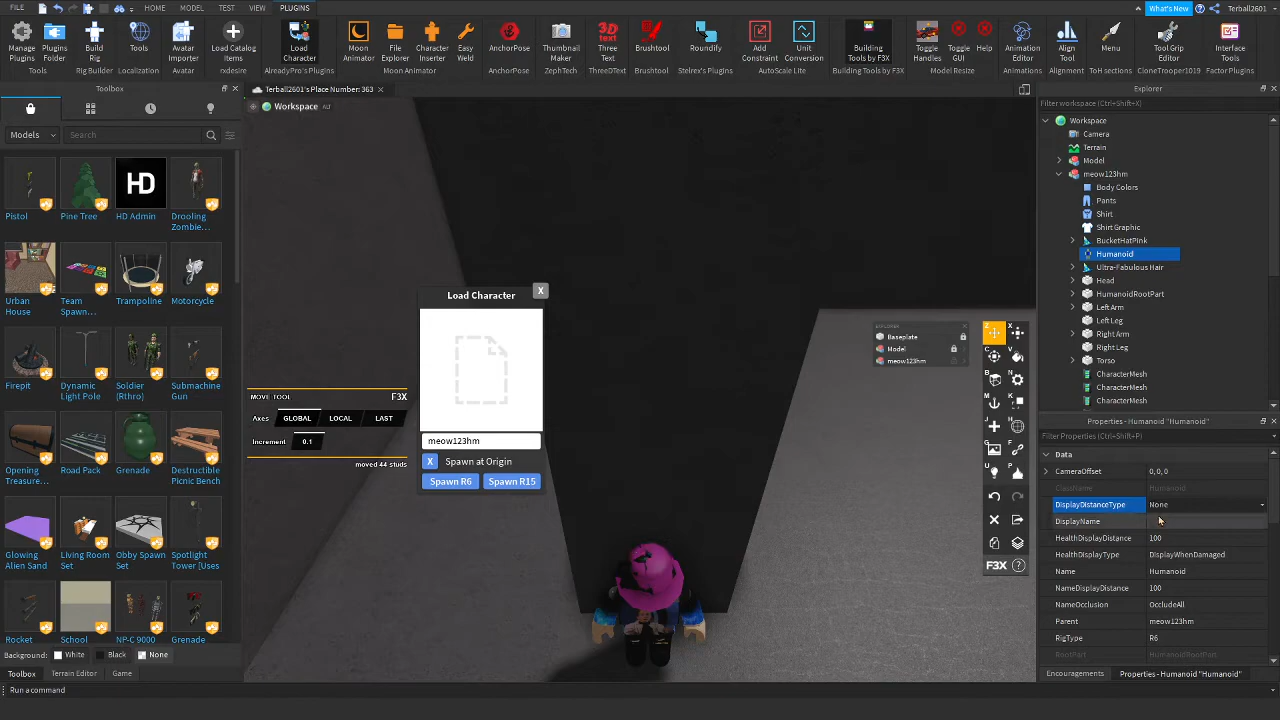 FILE HOME MODEL TEST VIEW PLUGINS What's New Terball2601
Manage Plugins
Plugins Folder
Build Rig
Tools
Avatar Importer
Load Catalog Items
Load Character
Moon Animator
File Explorer
Character Inserter
Easy Weld
AnchorPose
Thumbnail Maker
Three Text
Brushtool
Roundify
Add Constraint
Unit Conversion
Building Tools by F3X
Toggle Handles
Toggle GUI
Help
Animation Editor
Align Tool
Menu
Tool Grip Editor
Interface Tools
Tools Rig Builder Localization Avatar rxdesire AlreadyPro's Plugins Moon Animator AnchorPose ZephTech ThreeDText Brushtool Steirex's Plugins AutoScale Lite Building Tools by F3X Model Resize Animations Alignment ToH sections CloneTrooper1019 Factor Plugins
Toolbox
Terball2601's Place Number: 363
Workspace
Models
Search
Pistol
Pine Tree
HD
HD Admin
Drooling Zombie...
Urban House
Team Spawn...
Trampoline
Motorcycle
Firepit
Dynamic Light Pole
Soldier (Rthro)
Submachine Gun
Opening Treasure...
Road Pack
Grenade
Destructible Picnic Bench
Glowing Alien Sand
Living Room Set
Obby Spawn Set
Spotlight Tower [Uses
Rocket
School
NP-C 9000
Grenade
Background: White Black None
Toolbox Terrain Editor Game
Run a command
MOVE TOOL F3X
Axes GLOBAL LOCAL LAST
Increment 0.1
moved 44 studs
Load Character
X
meow123hm
X Spawn at Origin
Spawn R6 Spawn R15
EXPLORER
Baseplate
Model
meow123hm
Z X
C V
B N
M K
J H
G F
U P
F3X ?
Explorer
Filter workspace (Ctrl+Shift+X)
Workspace
Camera
Terrain
Model
meow123hm
Body Colors
Pants
Shirt
Shirt Graphic
BucketHatPink
Humanoid
Ultra-Fabulous Hair
Head
HumanoidRootPart
Left Arm
Left Leg
Right Arm
Right Leg
Torso
CharacterMesh
CharacterMesh
CharacterMesh
Properties - Humanoid "Humanoid"
Filter Properties (Ctrl+Shift+P)
Data
CameraOffset 0,0,0
ClassName Humanoid
DisplayDistanceType None
DisplayName
HealthDisplayDistance 100
HealthDisplayType DisplayWhenDamaged
Name Humanoid
NameDisplayDistance 100
NameOcclusion OccludeAll
Parent meow123hm
RigType R6
RootPart HumanoidRootPart
Encouragements Properties - Humanoid "Humanoid"